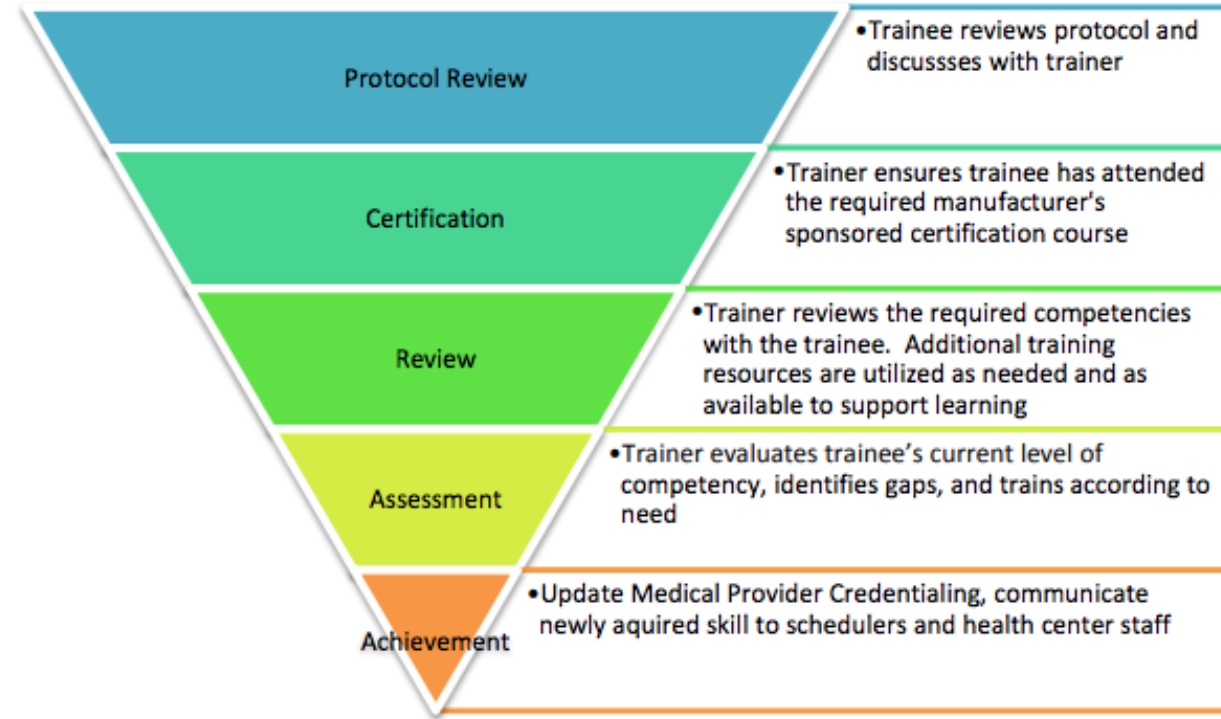 Protocol Review
•Trainee reviews protocol and
discussses with trainer
Certification
•Trainer ensures trainee has attended
the required manufacturer's
sponsored certification course
Review
•Trainer reviews the required competencies
with the trainee.  Additional training
resources are utilized as needed and as
available to support learning
Assessment
•Trainer evaluates trainee’s current level of
competency, identifies gaps, and trains according to
need
Achievement
•Update Medical Provider Credentialing, communicate
newly aquired skill to schedulers and health center staff